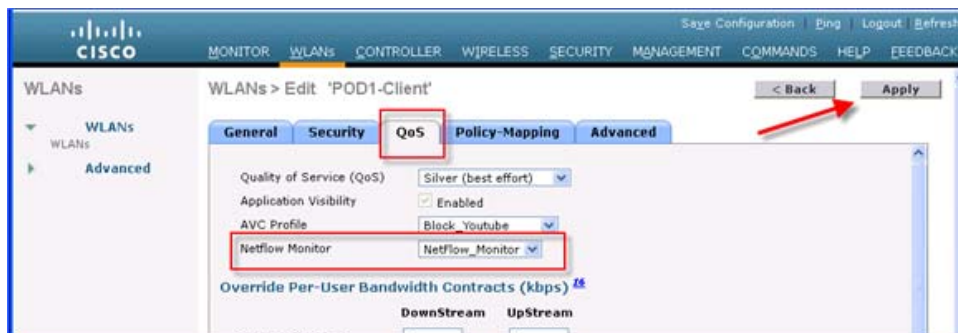 Save Configuration | Ping | Logout | Refresh
CISCO
MONITOR WLANs CONTROLLER WIRELESS SECURITY MANAGEMENT COMMANDS HELP FEEDBACK
WLANs
WLANs > Edit 'POD1-Client'
< Back
Apply
WLANs
WLANs
Advanced
General Security QoS Policy-Mapping Advanced
Quality of Service (QoS) Silver (best effort)
Application Visibility Enabled
AVC Profile Block_Youtube
Netflow Monitor NetFlow_Monitor
Override Per-User Bandwidth Contracts (kbps) 16
DownStream UpStream